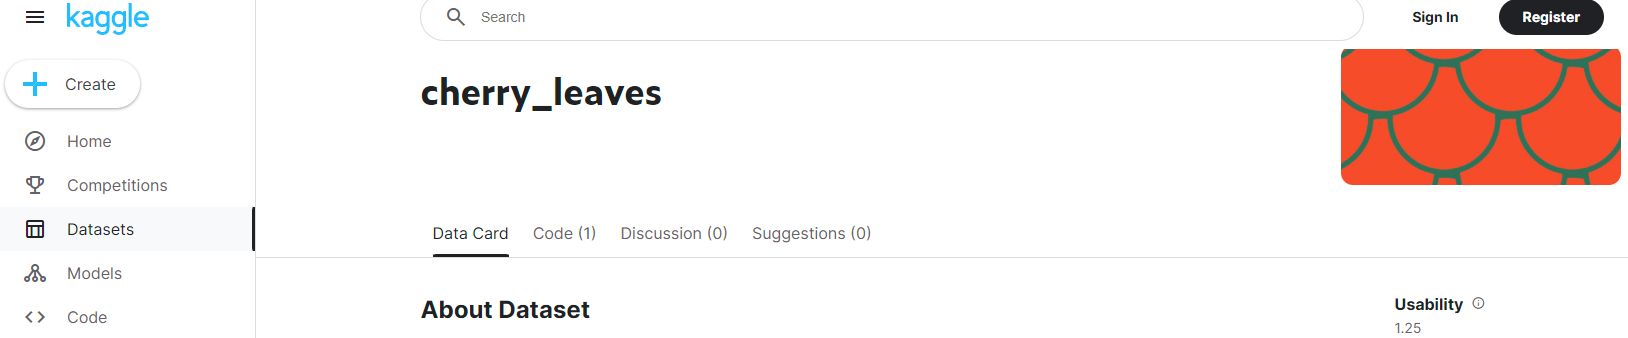 kaggle
Search
Sign In
Register
Create
cherry_leaves
Home
Competitions
Datasets
Data Card
Code (1)
Discussion (0)
Suggestions (0)
Models
About Dataset
Usability
Code
1.25